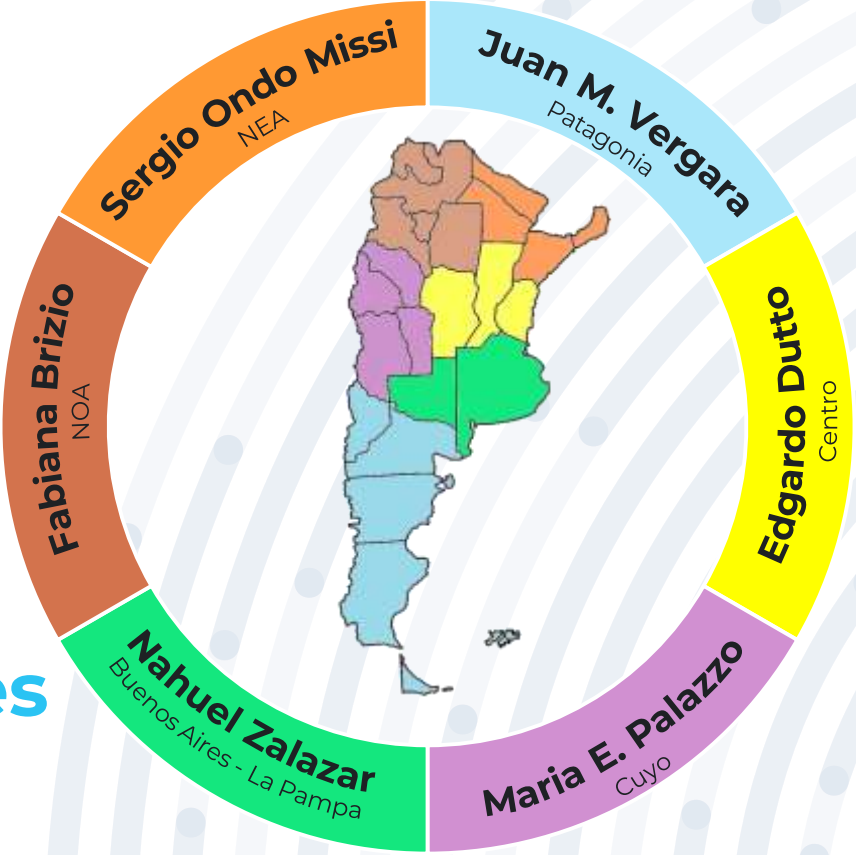 Sergio Ondo Missi
NEA
Juan M. Vergara
Patagonia
Edgardo Dutto
Centro
Maria E. Palazzo
Cuyo
Nahuel Zalazar
Buenos Aires - La Pampa
Fabiana Brizio
NOA
es